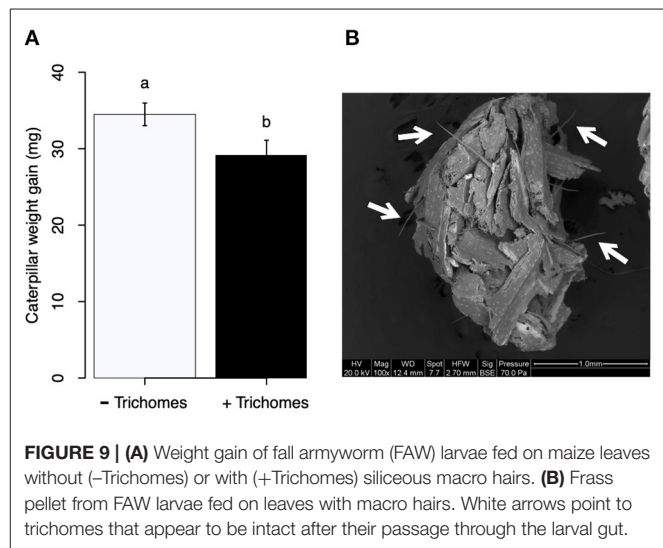 A
B
Caterpillar weight gain (mg)
40
30
20
10
0
a
b
− Trichomes + Trichomes
HV Mag WD Spot HFW Sig Pressure 1.0mm
20.0 kV 100x 12.4 mm 7.7 2.70 mm BSE 70.0 Pa
FIGURE 9 | (A) Weight gain of fall armyworm (FAW) larvae fed on maize leaves
without (–Trichomes) or with (+Trichomes) siliceous macro hairs. (B) Frass
pellet from FAW larvae fed on leaves with macro hairs. White arrows point to
trichomes that appear to be intact after their passage through the larval gut.